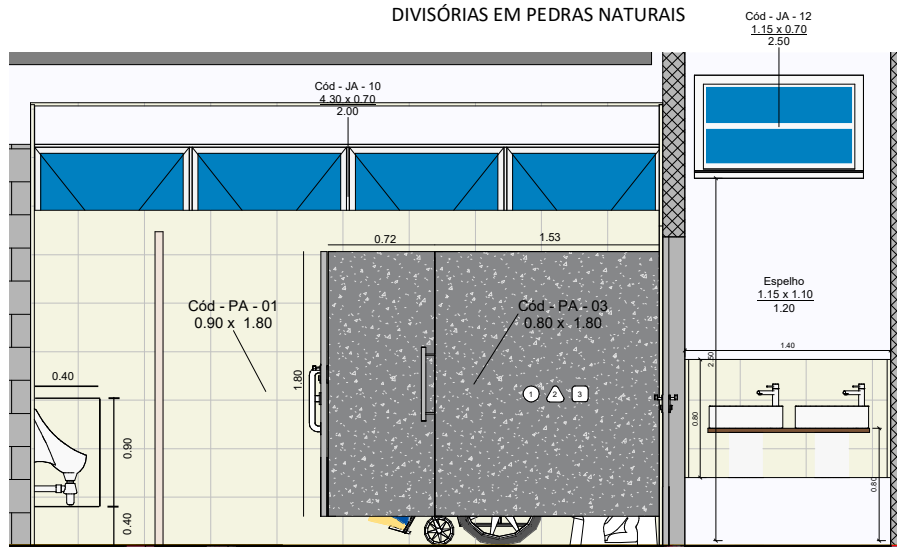 DIVISÓRIAS EM PEDRAS NATURAIS
Cód - JA - 12
1.15 x 0.70
2.50
Cód - JA - 10
4.30 x 0.70
2.00
0.72
1.53
Cód - PA - 01
0.90 x 1.80
Cód - PA - 03
0.80 x 1.80
Espelho
1.15 x 1.10
1.20
1.40
2.50
0.40
1.80
1
2
3
0.80
0.90
0.80
0.40